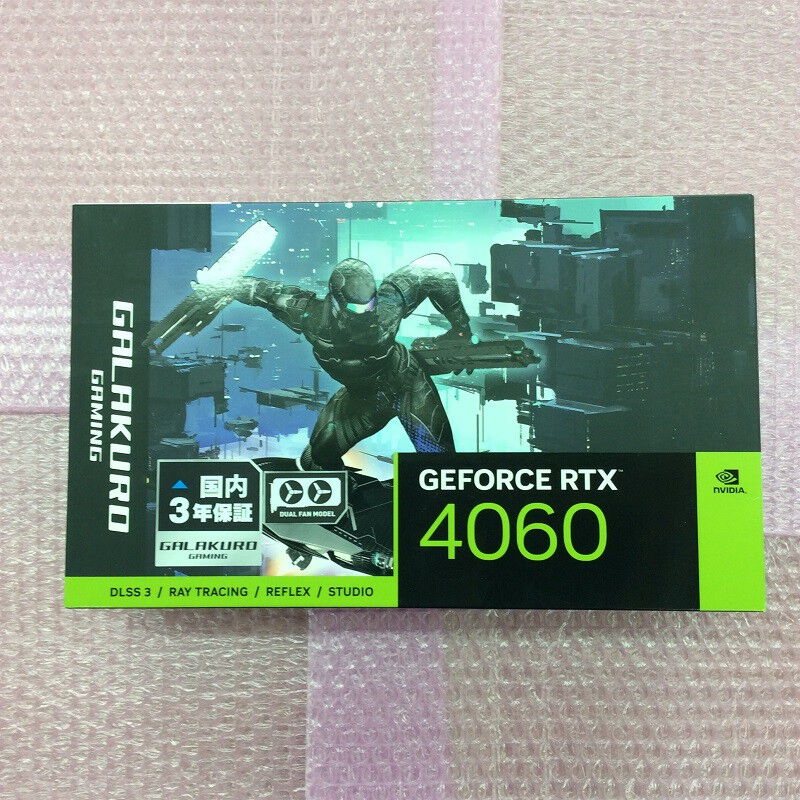 GALAKURO
GAMING
国内
3年保証
GALAKURO
GAMING
DUAL FAN MODEL
GEFORCE RTX™
4060
NVIDIA.
DLSS 3 / RAY TRACING / REFLEX / STUDIO